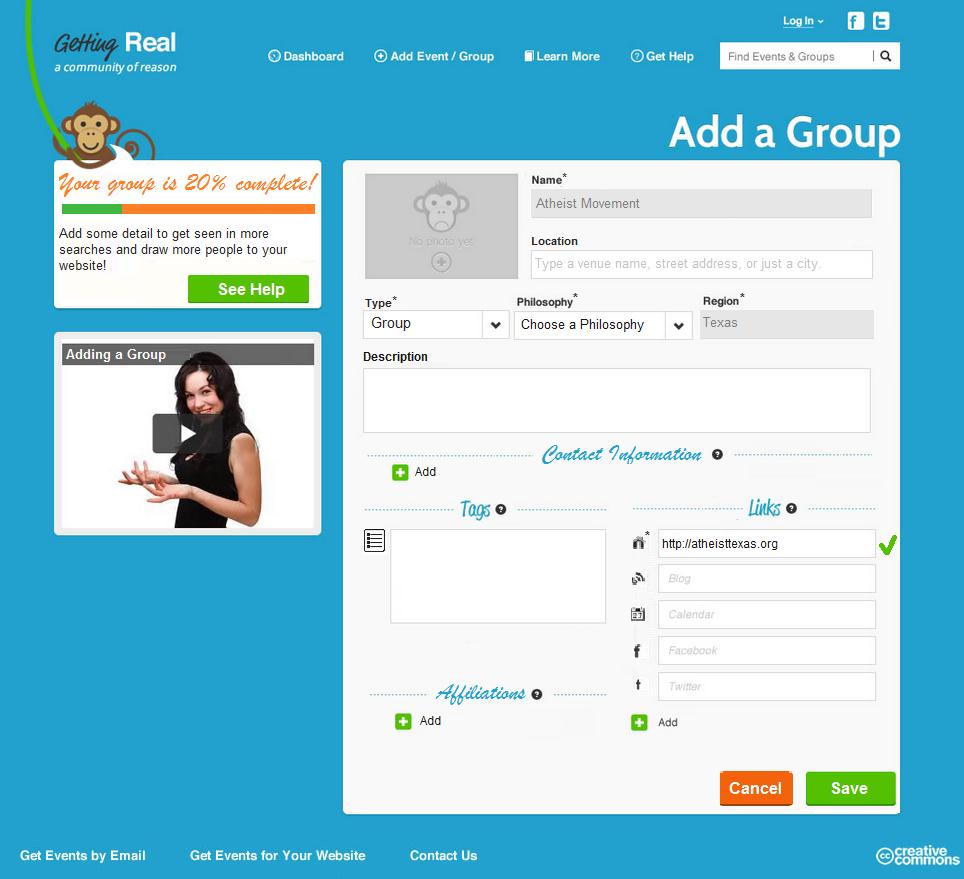 Log In
f t
Getting Real
a community of reason
Dashboard
Add Event / Group
Learn More
Get Help
Find Events & Groups
Add a Group
Your group is 20% complete!
Add some detail to get seen in more
searches and draw more people to your
website!
See Help
Adding a Group
No photo yet
Name*
Atheist Movement
Location
Type a venue name, street address, or just a city.
Type*
Group
Philosophy*
Choose a Philosophy
Region*
Texas
Description
Contact Information ?
Add
Tags ?
Affiliations ?
Add
Links ?
*
http://atheisttexas.org
Blog
Calendar
f Facebook
t Twitter
Add
Cancel
Save
Get Events by Email
Get Events for Your Website
Contact Us
cc creative
commons